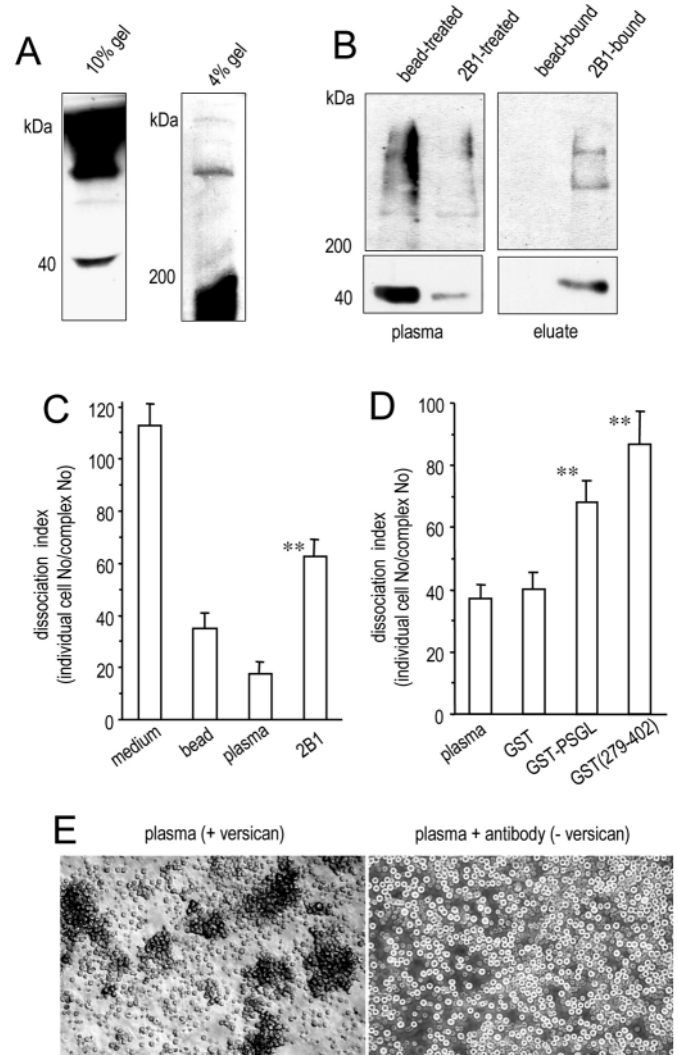 A
10% gel
4% gel
kDa
kDa
40
200
B
bead-treated
2B1-treated
bead-bound
2B1-bound
kDa
200
40
plasma
eluate
C
dissociation index
(individual cell No/complex No)
120
100
80
60
40
20
0
**
medium
bead
plasma
2B1
D
dissociation index
(individual cell No/complex No)
100
80
60
40
20
0
**
**
plasma
GST
GST-PSGL
GST(279-402)
E
plasma (+ versican)
plasma + antibody (- versican)